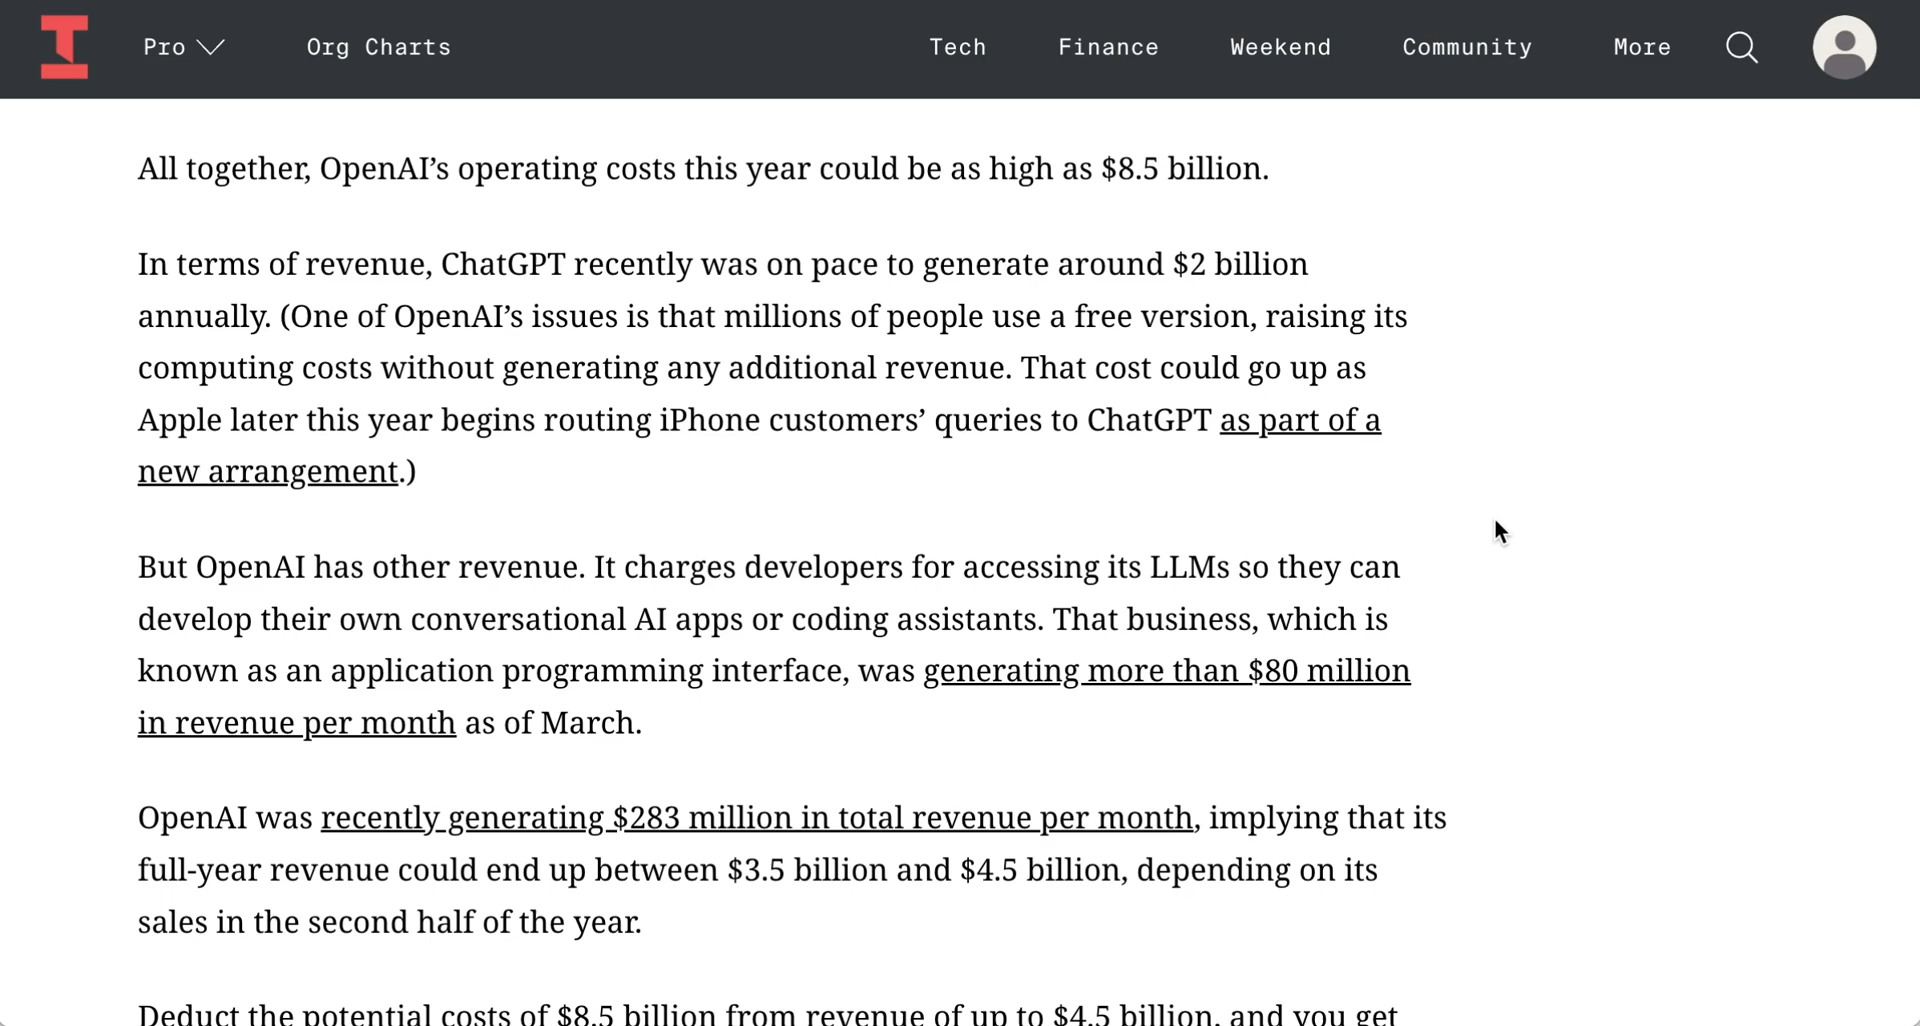 Pro
Org Charts
Tech
Finance
Weekend
Community
More
All together, OpenAI’s operating costs this year could be as high as $8.5 billion.
In terms of revenue, ChatGPT recently was on pace to generate around $2 billion
annually. (One of OpenAI’s issues is that millions of people use a free version, raising its
computing costs without generating any additional revenue. That cost could go up as
Apple later this year begins routing iPhone customers’ queries to ChatGPT as part of a
new arrangement.)
But OpenAI has other revenue. It charges developers for accessing its LLMs so they can
develop their own conversational AI apps or coding assistants. That business, which is
known as an application programming interface, was generating more than $80 million
in revenue per month as of March.
OpenAI was recently generating $283 million in total revenue per month, implying that its
full-year revenue could end up between $3.5 billion and $4.5 billion, depending on its
sales in the second half of the year.
Deduct the potential costs of $8.5 billion from revenue of up to $4.5 billion, and you get